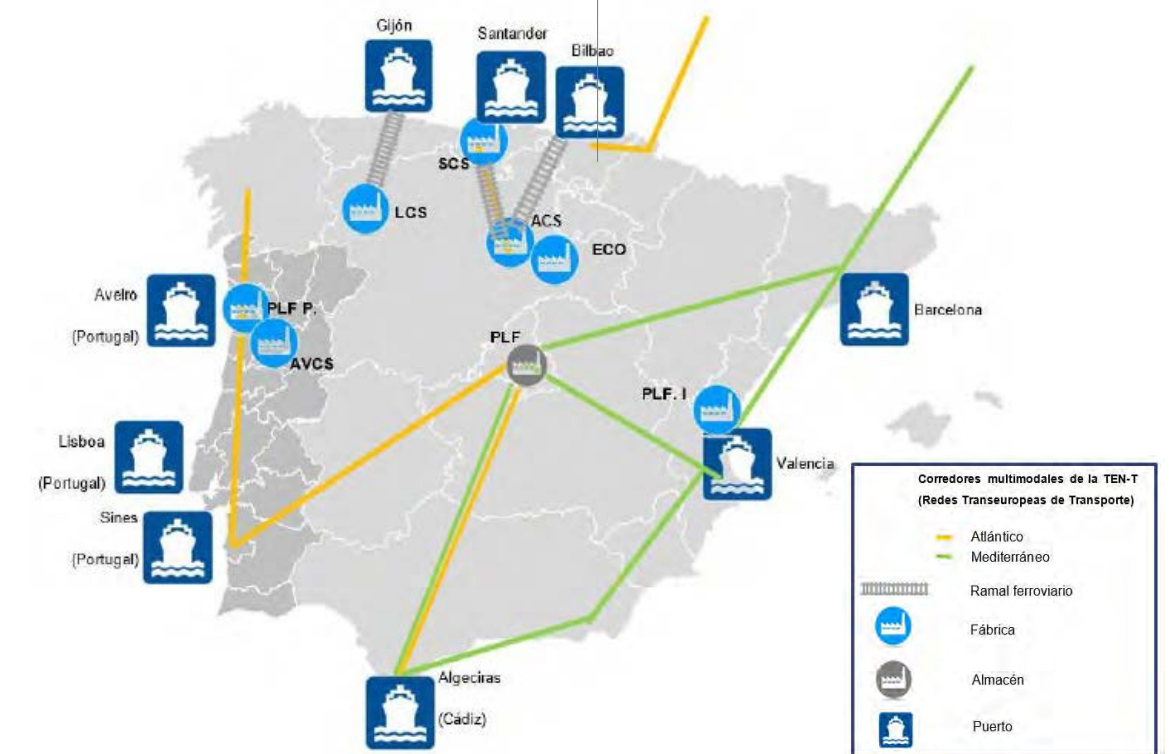 Gijón
Santander
Bilbao
SCS
LCS
ACS
ECO
Aveiro
(Portugal)
PLF P.
AVCS
Barcelona
PLF
PLF. I
Lisboa
(Portugal)
Valencia
Sines
(Portugal)
Algeciras
(Cádiz)
Corredores multimodales de la TEN-T
(Redes Transeuropeas de Transporte)
Atlántico
Mediterráneo
Ramal ferroviario
Fábrica
Almacén
Puerto